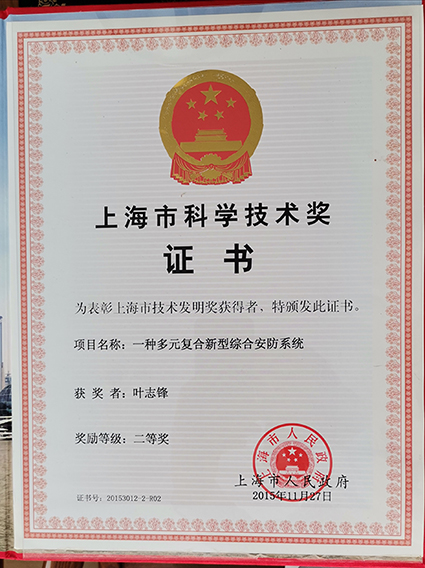 上海市科学技术奖
证书
为表彰上海市技术发明奖获得者、特颁发此证书。
项目名称:一种多元复合新型综合安防系统
获奖者:叶志锋
奖励等级:二等奖
上海市人民政府
上海市人民政府
2015年11月27日
证书号:20153012-2-R02